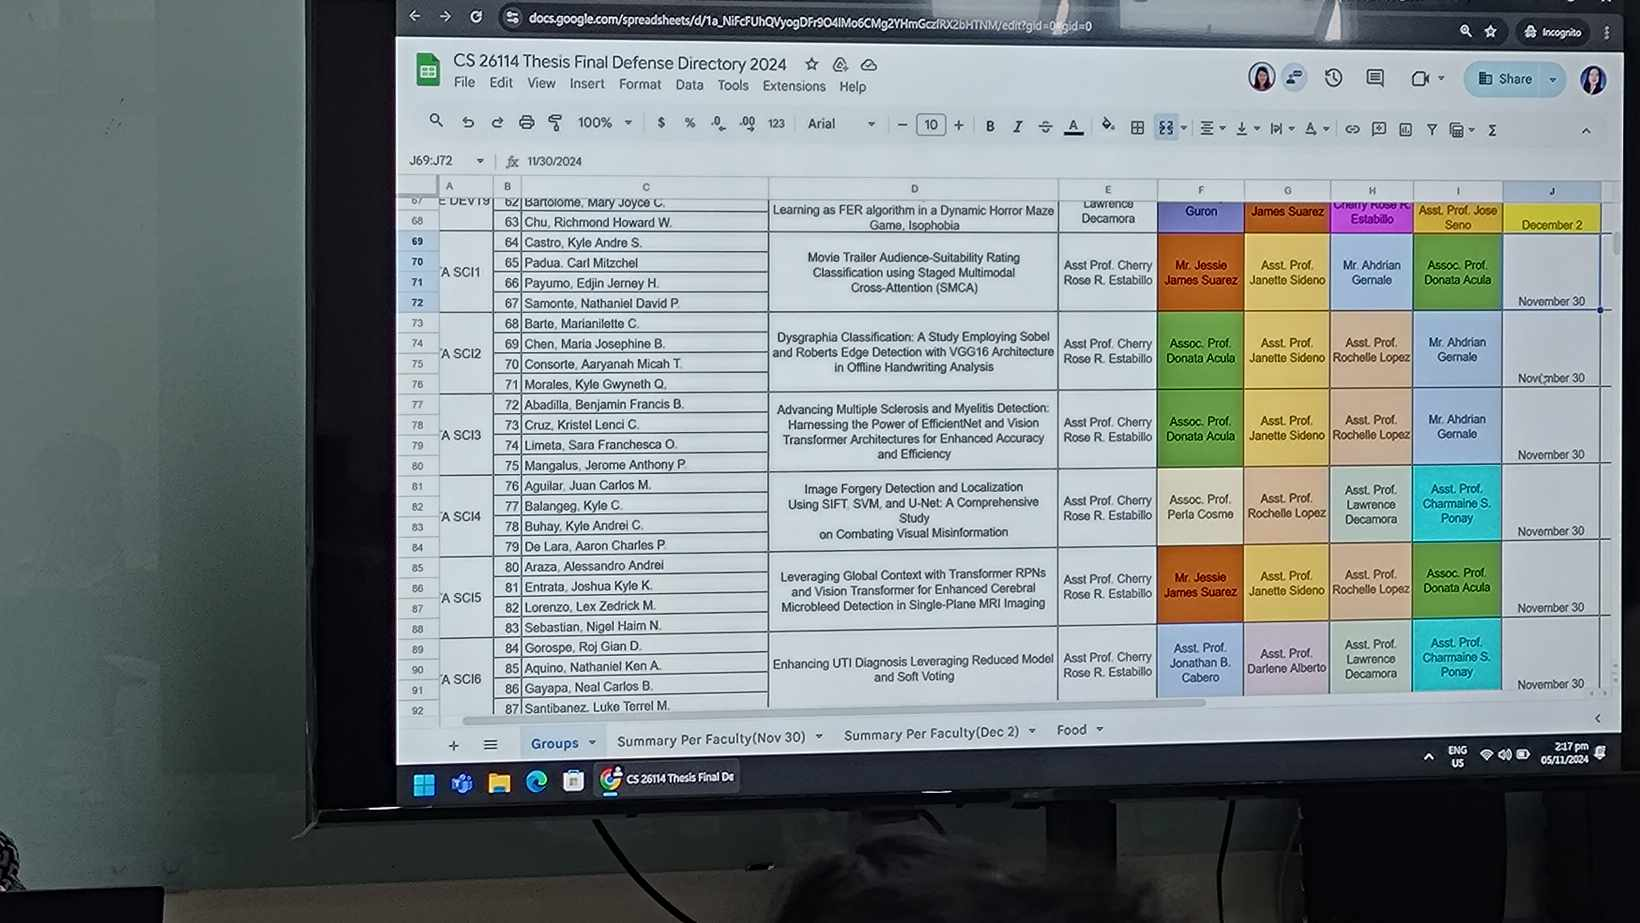 docs.google.com/spreadsheets/d/1a_NiFcFUhQVyogDFr9O4lMo6CMg2YHmGczfRX2bHTNM/edit?gid=0#gid=0
Incognito
CS 26114 Thesis Final Defense Directory 2024
Share
File Edit View Insert Format Data Tools Extensions Help
100% $ % .0 .00 123 Arial 10 B I A
J69:J72 fx 11/30/2024
A B C D E F G H I J
67 E DEV19 62 Bartolome, Mary Joyce C. Learning as FER algorithm in a Dynamic Horror Maze Game, Isophobia Lawrence Decamora Guron James Suarez Cherry Rose R. Estabillo Asst. Prof. Jose Seno December 2
68 63 Chu, Richmond Howard W.
69 64 Castro, Kyle Andre S.
70 65 Padua. Carl Mitzchel
71 66 Payumo, Edjin Jerney H.
72 67 Samonte, Nathaniel David P.
'A SCI1
Movie Trailer Audience-Suitability Rating
Classification using Staged Multimodal
Cross-Attention (SMCA)
Asst Prof. Cherry Rose R. Estabillo
Mr. Jessie James Suarez
Asst. Prof. Janette Sideno
Mr. Ahdrian Gernale
Assoc. Prof. Donata Acula
November 30
73 68 Barte, Marianilette C.
74 69 Chen, Maria Josephine B.
75 70 Consorte, Aaryanah Micah T.
76 71 Morales, Kyle Gwyneth Q.
'A SCI2
Dysgraphia Classification: A Study Employing Sobel
and Roberts Edge Detection with VGG16 Architecture
in Offline Handwriting Analysis
Asst Prof. Cherry Rose R. Estabillo
Assoc. Prof. Donata Acula
Asst. Prof. Janette Sideno
Asst. Prof. Rochelle Lopez
Mr. Ahdrian Gernale
November 30
77 72 Abadilla, Benjamin Francis B.
78 73 Cruz, Kristel Lenci C.
79 74 Limeta, Sara Franchesca O.
80 75 Mangalus, Jerome Anthony P
'A SCI3
Advancing Multiple Sclerosis and Myelitis Detection:
Harnessing the Power of EfficientNet and Vision
Transformer Architectures for Enhanced Accuracy
and Efficiency
Asst Prof. Cherry Rose R. Estabillo
Assoc. Prof. Donata Acula
Asst. Prof. Janette Sideno
Asst. Prof. Rochelle Lopez
Mr. Ahdrian Gernale
November 30
81 76 Aguilar, Juan Carlos M.
82 77 Balangeg, Kyle C.
83 78 Buhay, Kyle Andrei C.
84 79 De Lara, Aaron Charles P.
'A SCI4
Image Forgery Detection and Localization
Using SIFT, SVM, and U-Net: A Comprehensive
Study
on Combating Visual Misinformation
Asst Prof. Cherry Rose R. Estabillo
Assoc. Prof. Perla Cosme
Asst. Prof. Rochelle Lopez
Asst. Prof. Lawrence Decamora
Asst. Prof. Charmaine S. Ponay
November 30
85 80 Araza, Alessandro Andrei
86 81 Entrata, Joshua Kyle K.
87 82 Lorenzo, Lex Zedrick M.
88 83 Sebastian, Nigel Haim N.
'A SCI5
Leveraging Global Context with Transformer RPNs
and Vision Transformer for Enhanced Cerebral
Microbleed Detection in Single-Plane MRI Imaging
Asst Prof. Cherry Rose R. Estabillo
Mr. Jessie James Suarez
Asst. Prof. Janette Sideno
Asst. Prof. Rochelle Lopez
Assoc. Prof. Donata Acula
November 30
89 84 Gorospe, Roj Gian D.
90 85 Aquino, Nathaniel Ken A.
91 86 Gayapa, Neal Carlos B.
92 87 Santibanez, Luke Terrel M.
'A SCI6
Enhancing UTI Diagnosis Leveraging Reduced Model
and Soft Voting
Asst Prof. Cherry Rose R. Estabillo
Asst. Prof. Jonathan B. Cabero
Asst. Prof. Darlene Alberto
Asst. Prof. Lawrence Decamora
Asst. Prof. Charmaine S. Ponay
November 30
Groups Summary Per Faculty(Nov 30) Summary Per Faculty(Dec 2) Food
CS 26114 Thesis Final De
ENG US
2:17 pm
05/11/2024